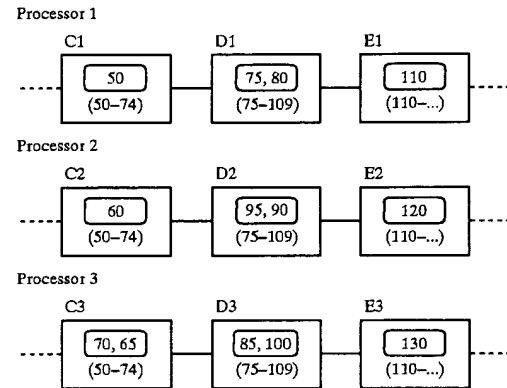 Processor 1
C1 D1 E1
50 75, 80 110
(50–74) (75–109) (110–...)
Processor 2
C2 D2 E2
60 95, 90 120
(50–74) (75–109) (110–...)
Processor 3
C3 D3 E3
70, 65 85, 100 130
(50–74) (75–109) (110–...)